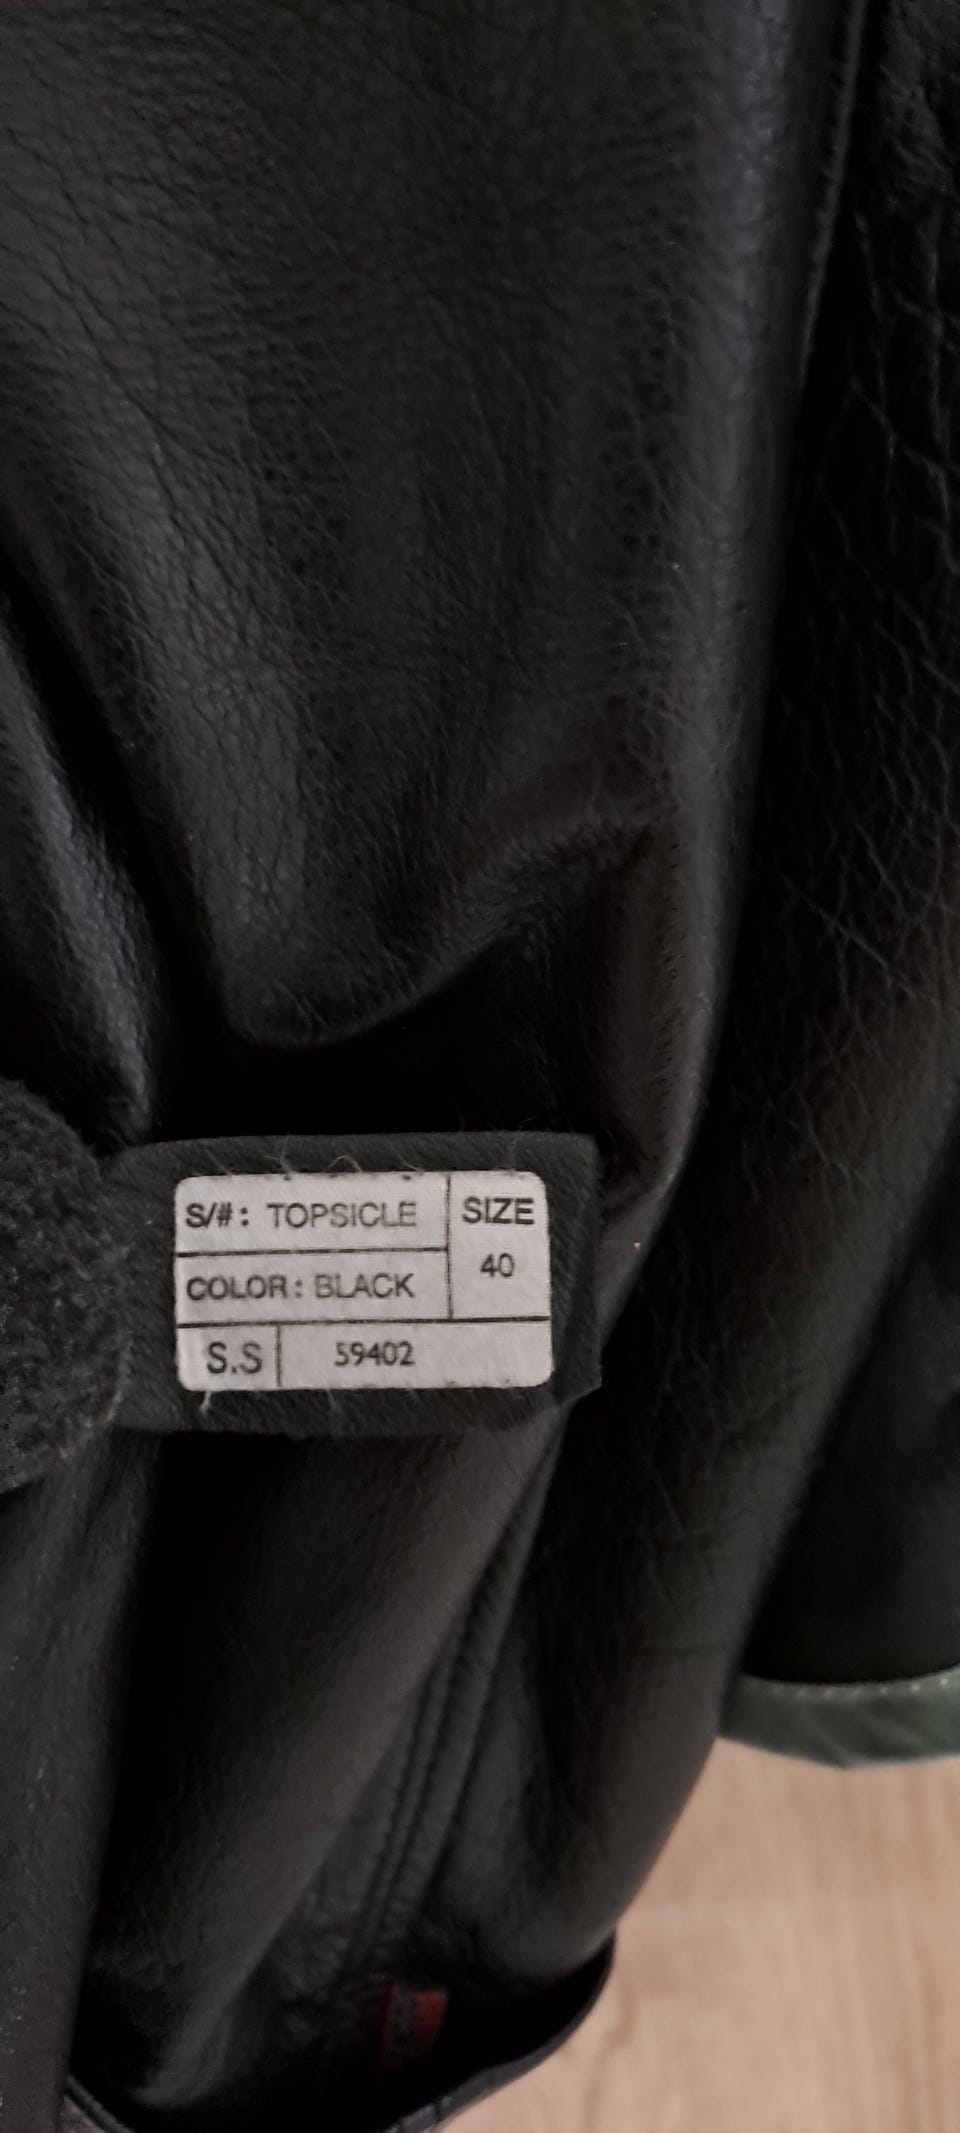 S/#: TOPSICLE
SIZE
40
COLOR: BLACK
S.S 59402